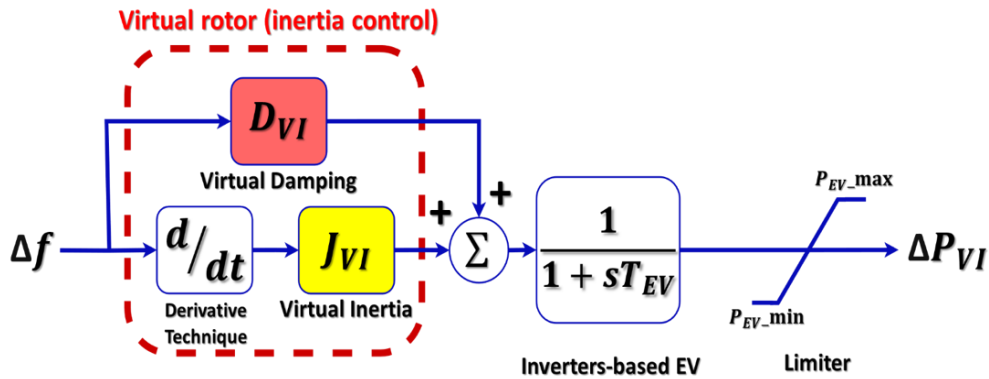 Virtual rotor (inertia control)
D_VI
Virtual Damping
P_EV_max
+
+
Δf
d/dt
J_VI
Σ
1
1 + sT_EV
ΔP_VI
Derivative
Technique
Virtual Inertia
P_EV_min
Inverters-based EV
Limiter